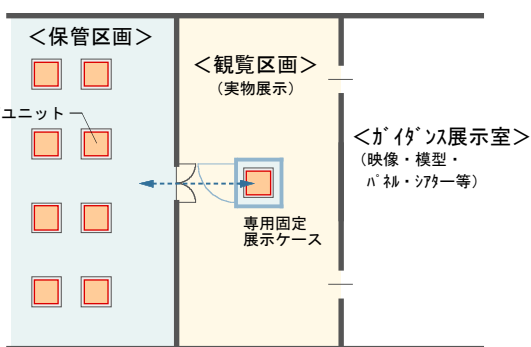 ＜保管区画＞
ユニット
＜観覧区画＞
（実物展示）
専用固定
展示ケース
＜ｶﾞｲﾀﾞﾝｽ展示室＞
（映像・模型・
ﾊﾟﾈﾙ・ｼｱﾀｰ等）